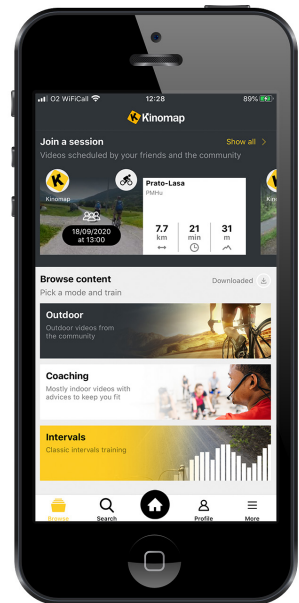 O2 WiFiCall 12:28 89%
Kinomap
Join a session Show all >
Videos scheduled by your friends and the community
Kinomap
18/09/2020
at 13:00
Prato-Lasa
PMHu
7.7 21 31
km min m
Browse content Downloaded
Pick a mode and train
Outdoor
Outdoor videos from
the community
Coaching
Mostly indoor videos with
advices to keep you fit
Intervals
Classic intervals training
Browse Search Profile More